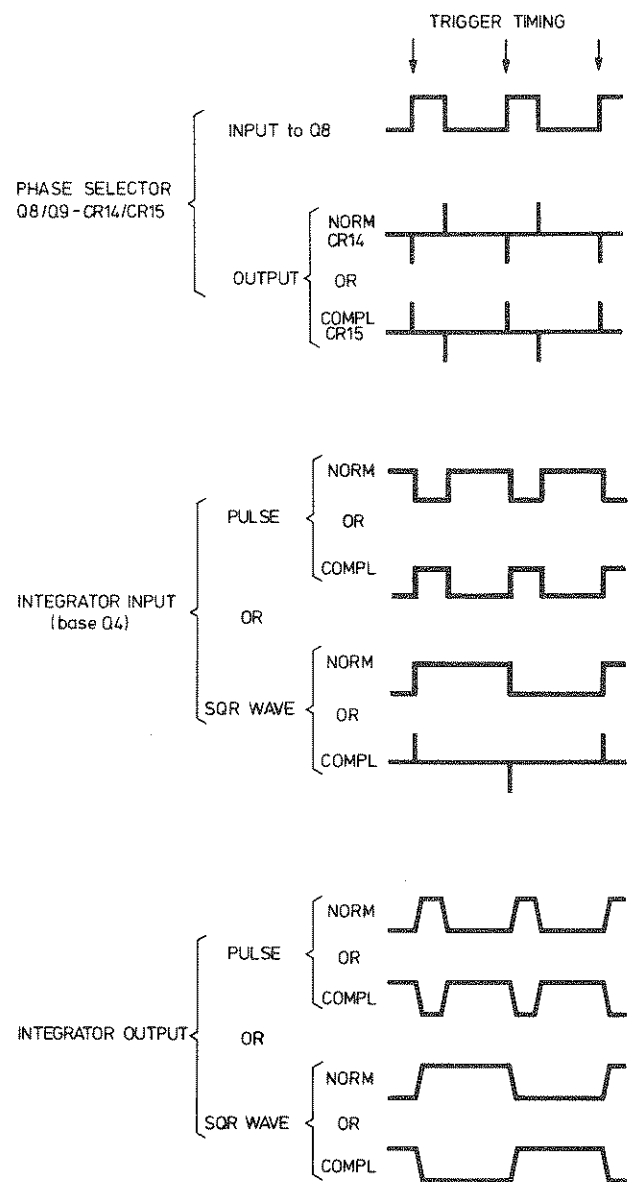 TRIGGER TIMING
INPUT to Q8
PHASE SELECTOR
Q8/Q9-CR14/CR15
NORM
CR14
OUTPUT
OR
COMPL
CR15
NORM
PULSE
OR
COMPL
INTEGRATOR INPUT
(base Q4)
OR
NORM
SQR WAVE
OR
COMPL
NORM
PULSE
OR
COMPL
INTEGRATOR OUTPUT
OR
NORM
SQR WAVE
OR
COMPL